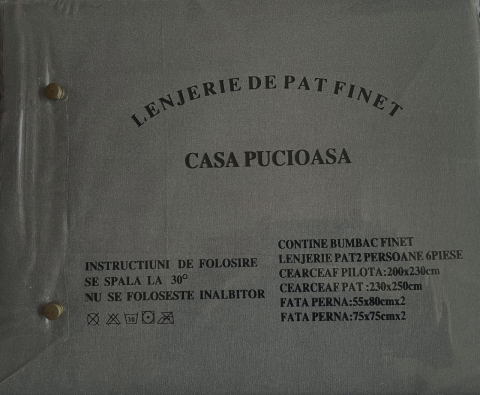 LENJERIE DE PAT FINET
CASA PUCIOASA
INSTRUCTIUNI DE FOLOSIRE
SE SPALA LA 30°
NU SE FOLOSESTE INALBITOR
30
CONTINE BUMBAC FINET
LENJERIE PAT2 PERSOANE 6PIESE
CEARCEAF PILOTA:200x230cm
CEARCEAF PAT :230x250cm
FATA PERNA:55x80cmx2
FATA PERNA:75x75cmx2